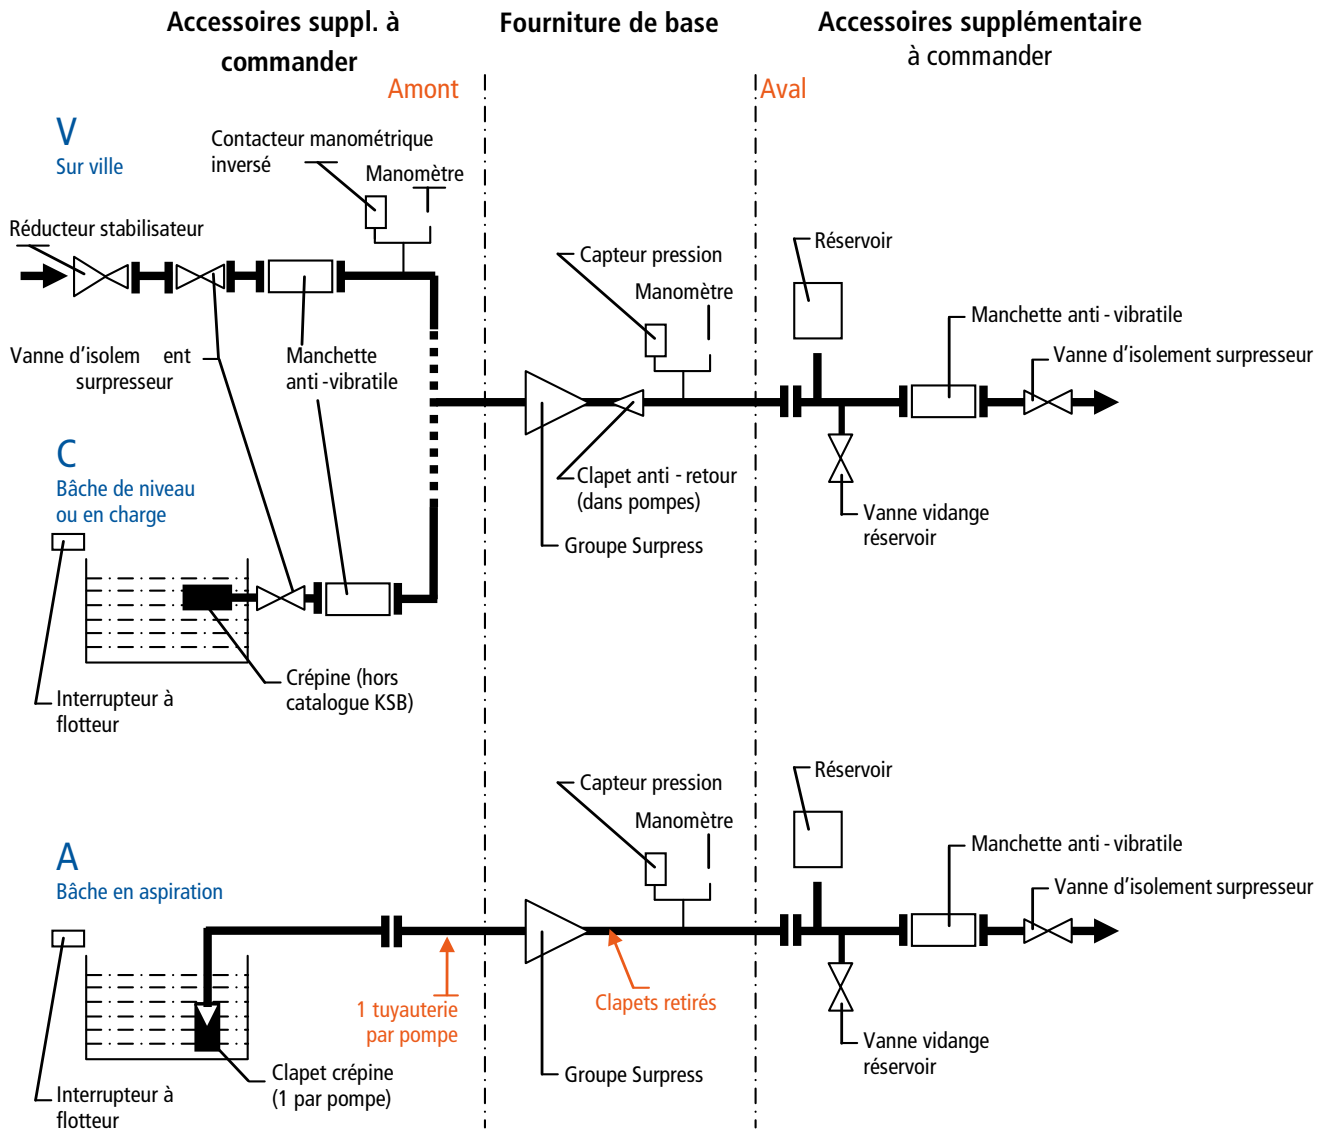 Accessoires suppl. à
commander
Fourniture de base
Accessoires supplémentaire
à commander
Amont
Aval
V
Sur ville
Contacteur manométrique
inversé
Manomètre
Réducteur stabilisateur
Vanne d'isolem ent
surpresseur
Manchette
anti -vibratile
Capteur pression
Manomètre
Réservoir
Manchette anti - vibratile
Vanne d'isolement surpresseur
Clapet anti - retour
(dans pompes)
Groupe Surpress
Vanne vidange
réservoir
C
Bâche de niveau
ou en charge
Crépine (hors
catalogue KSB)
Interrupteur à
flotteur
A
Bâche en aspiration
Capteur pression
Manomètre
Réservoir
Manchette anti - vibratile
Vanne d'isolement surpresseur
1 tuyauterie
par pompe
Clapets retirés
Groupe Surpress
Vanne vidange
réservoir
Clapet crépine
(1 par pompe)
Interrupteur à
flotteur